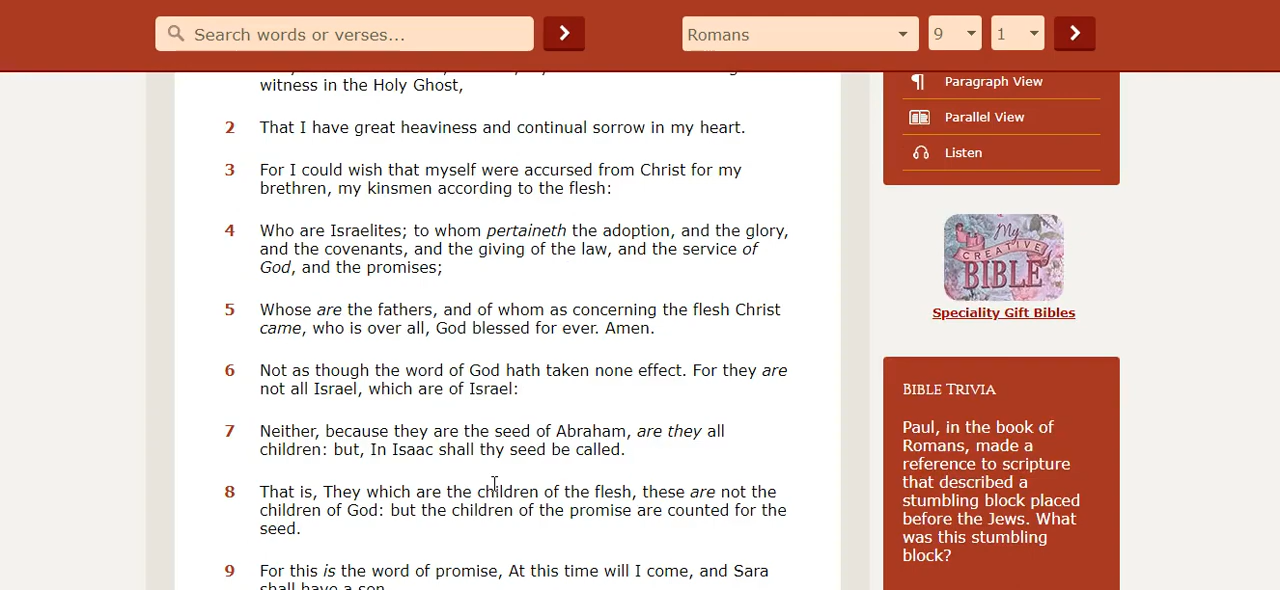 Search words or verses...
Romans
9
1
witness in the Holy Ghost,
2 That I have great heaviness and continual sorrow in my heart.
3 For I could wish that myself were accursed from Christ for my
brethren, my kinsmen according to the flesh:
4 Who are Israelites; to whom pertaineth the adoption, and the glory,
and the covenants, and the giving of the law, and the service of
God, and the promises;
5 Whose are the fathers, and of whom as concerning the flesh Christ
came, who is over all, God blessed for ever. Amen.
6 Not as though the word of God hath taken none effect. For they are
not all Israel, which are of Israel:
7 Neither, because they are the seed of Abraham, are they all
children: but, In Isaac shall thy seed be called.
8 That is, They which are the children of the flesh, these are not the
children of God: but the children of the promise are counted for the
seed.
9 For this is the word of promise, At this time will I come, and Sara
shall have a son.
¶ Paragraph View
Parallel View
Listen
My
CREATIVE
BIBLE
Speciality Gift Bibles
BIBLE TRIVIA
Paul, in the book of
Romans, made a
reference to scripture
that described a
stumbling block placed
before the Jews. What
was this stumbling
block?